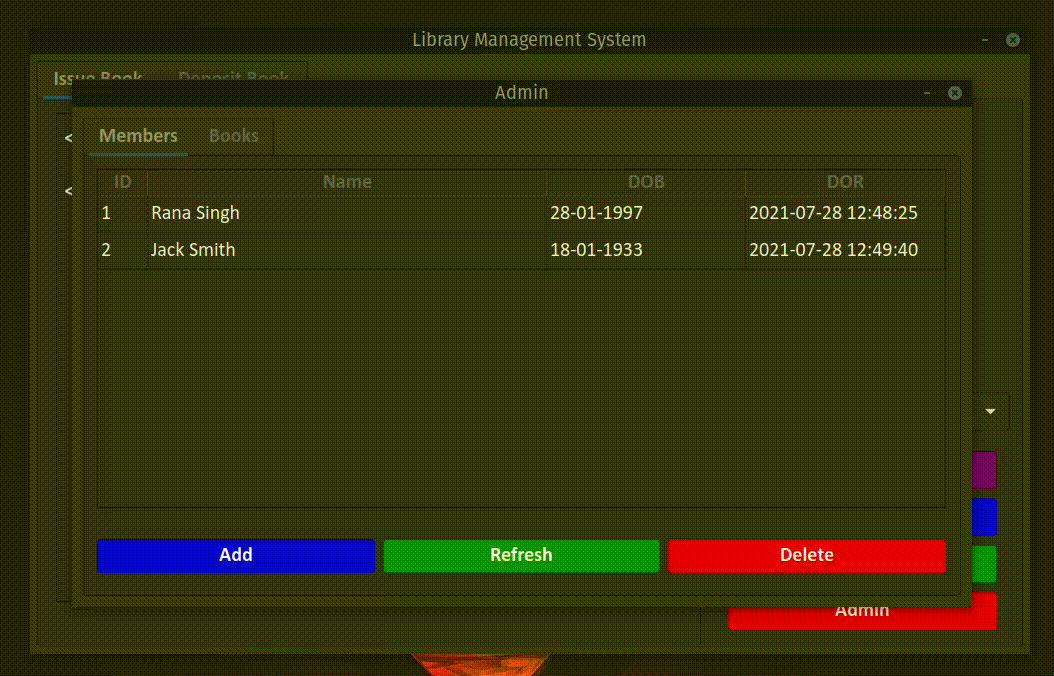 Library Management System
Issue Book Deposit Book
Admin
Members Books
ID Name DOB DOR
1 Rana Singh 28-01-1997 2021-07-28 12:48:25
2 Jack Smith 18-01-1933 2021-07-28 12:49:40
Add Refresh Delete
Admin